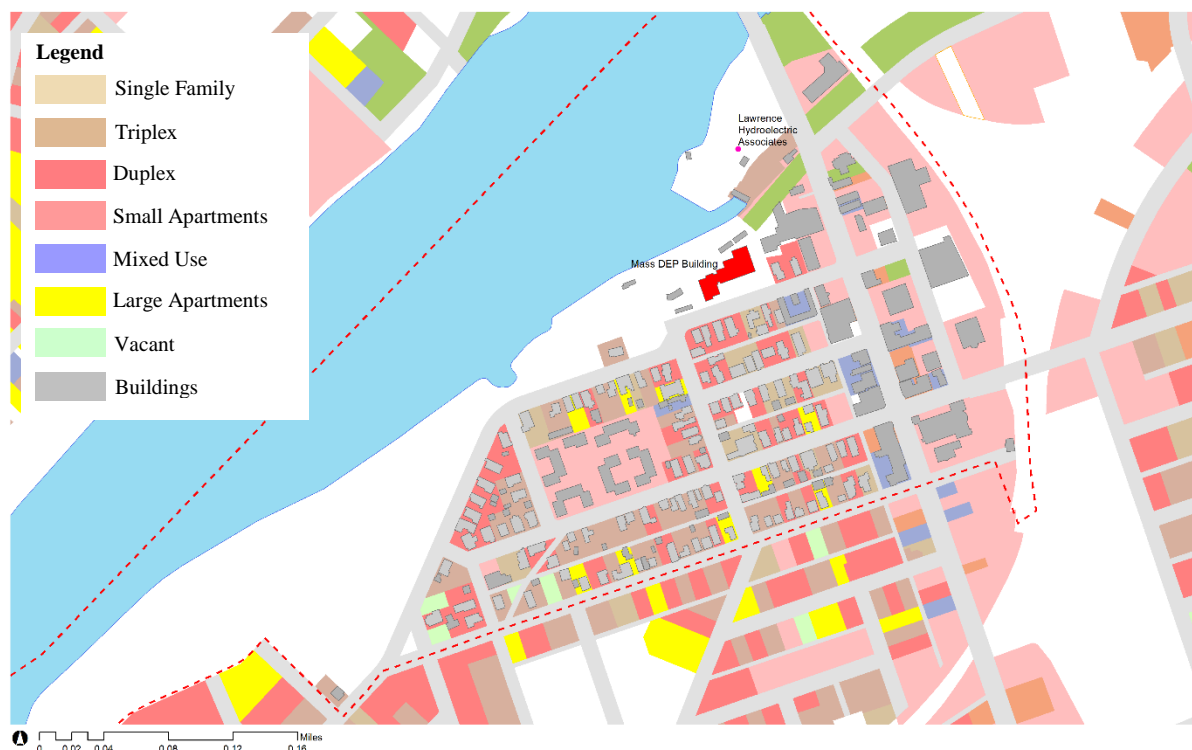 Legend
Single Family
Triplex
Duplex
Small Apartments
Mixed Use
Large Apartments
Vacant
Buildings
Lawrence
Hydroelectric
Associates
Mass DEP Building
Miles
0 0.02 0.04 0.08 0.12 0.16